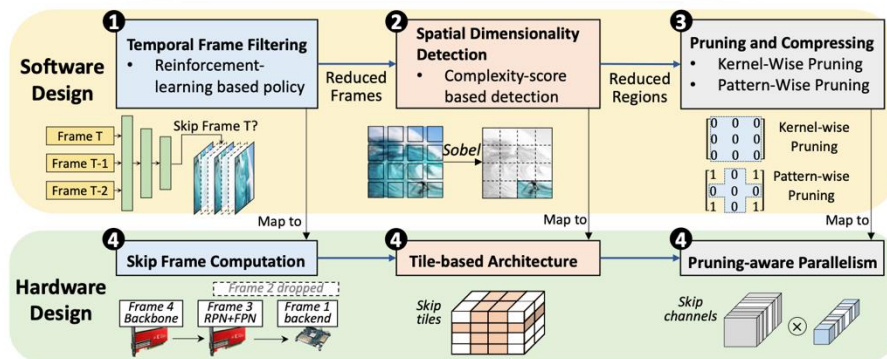 1
2
3
Temporal Frame Filtering
• Reinforcement-
learning based policy
Spatial Dimensionality
Detection
• Complexity-score
based detection
Pruning and Compressing
• Kernel-Wise Pruning
• Pattern-Wise Pruning
Software
Design
Reduced
Frames
Reduced
Regions
Frame T
Frame T-1
Frame T-2
Skip Frame T?
Sobel
0 0 0
0 0 0
0 0 0
Kernel-wise
Pruning
1 0 1
0 0 0
1 0 1
Pattern-wise
Pruning
Map to
Map to
Map to
4
4
4
Skip Frame Computation
Tile-based Architecture
Pruning-aware Parallelism
Hardware
Design
Frame 2 dropped
Frame 4
Backbone
Frame 3
RPN+FPN
Frame 1
backend
Skip
tiles
Skip
channels